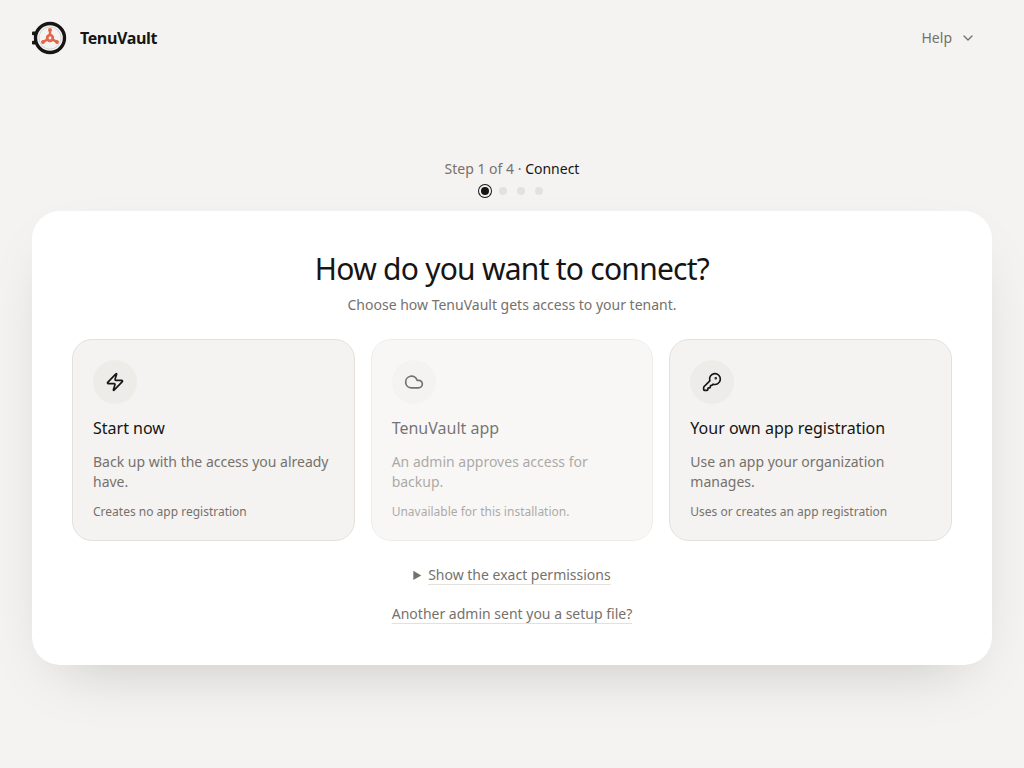 TenuVault
Help
Step 1 of 4 · Connect
How do you want to connect?
Choose how TenuVault gets access to your tenant.
Start now
Back up with the access you already
have.
Creates no app registration
TenuVault app
An admin approves access for
backup.
Unavailable for this installation.
Your own app registration
Use an app your organization
manages.
Uses or creates an app registration
Show the exact permissions
Another admin sent you a setup file?